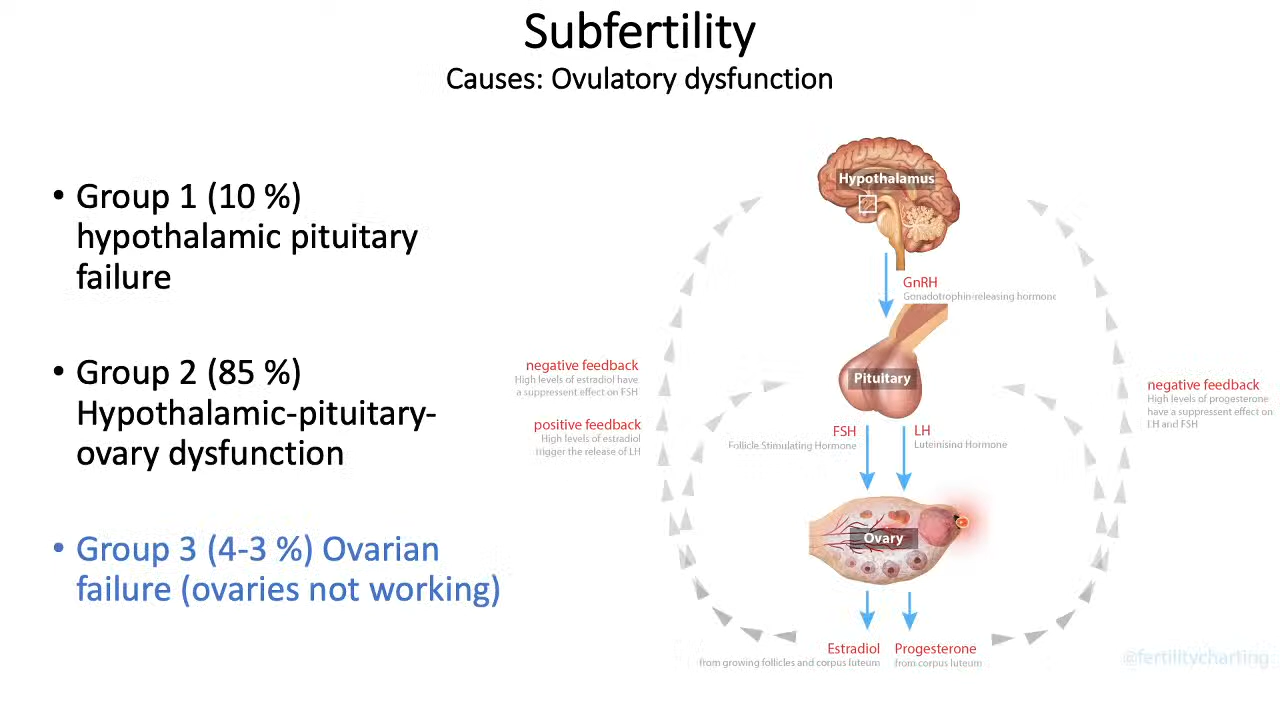 Subfertility
Causes: Ovulatory dysfunction
• Group 1 (10 %)
hypothalamic pituitary
failure
• Group 2 (85 %)
Hypothalamic-pituitary-
ovary dysfunction
• Group 3 (4-3 %) Ovarian
failure (ovaries not working)
Hypothalamus
GnRH
Gonadotrophin-releasing hormone
negative feedback
High levels of estradiol have
a suppressent effect on FSH
positive feedback
High levels of estradiol
trigger the release of LH
Pituitary
FSH
Follicle Stimulating Hormone
LH
Luteinising Hormone
negative feedback
High levels of progesterone
have a suppressent effect on
LH and FSH
Ovary
Estradiol
from growing follicles and corpus luteum
Progesterone
from corpus luteum
@fertilitycharting